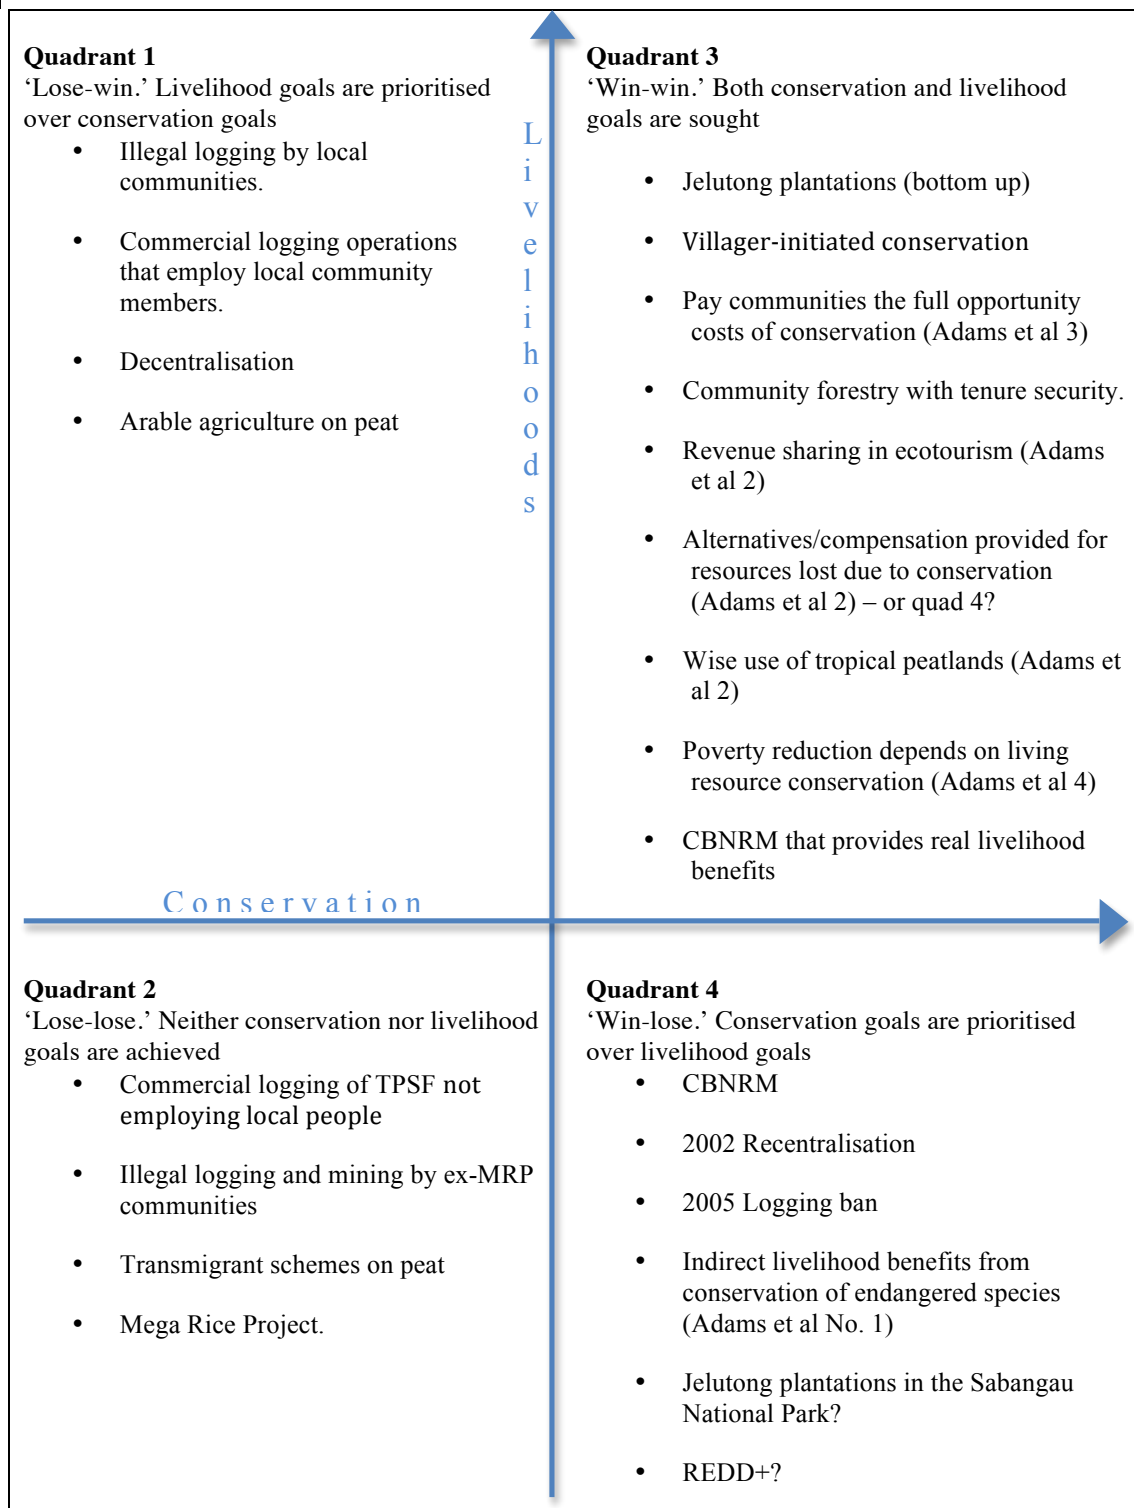 Quadrant 1
‘Lose-win.’ Livelihood goals are prioritised
over conservation goals
• Illegal logging by local
communities.
• Commercial logging operations
that employ local community
members.
• Decentralisation
• Arable agriculture on peat
Livelihoods
Quadrant 3
‘Win-win.’ Both conservation and livelihood
goals are sought
• Jelutong plantations (bottom up)
• Villager-initiated conservation
• Pay communities the full opportunity
costs of conservation (Adams et al 3)
• Community forestry with tenure security.
• Revenue sharing in ecotourism (Adams
et al 2)
• Alternatives/compensation provided for
resources lost due to conservation
(Adams et al 2) – or quad 4?
• Wise use of tropical peatlands (Adams et
al 2)
• Poverty reduction depends on living
resource conservation (Adams et al 4)
• CBNRM that provides real livelihood
benefits
Conservation
Quadrant 2
‘Lose-lose.’ Neither conservation nor livelihood
goals are achieved
• Commercial logging of TPSF not
employing local people
• Illegal logging and mining by ex-MRP
communities
• Transmigrant schemes on peat
• Mega Rice Project.
Quadrant 4
‘Win-lose.’ Conservation goals are prioritised
over livelihood goals
• CBNRM
• 2002 Recentralisation
• 2005 Logging ban
• Indirect livelihood benefits from
conservation of endangered species
(Adams et al No. 1)
• Jelutong plantations in the Sabangau
National Park?
• REDD+?